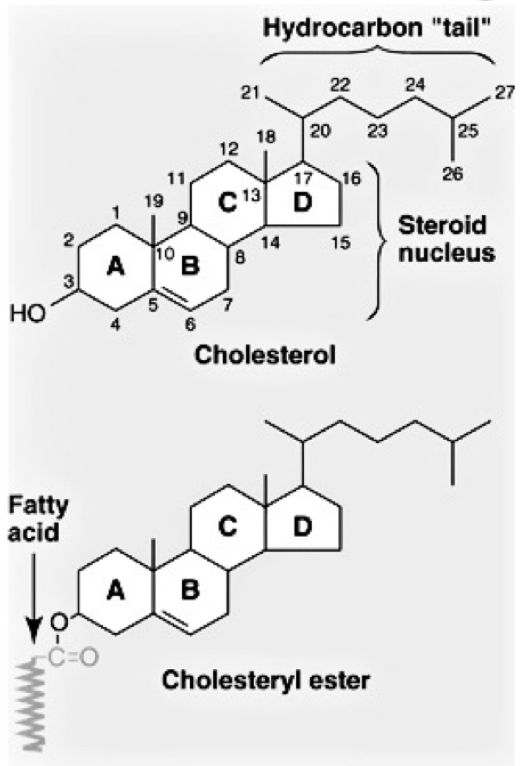 Hydrocarbon "tail"
21
22
24
27
20
23
25
26
18
12
17
16
11
13
C
D
19
1
9
14
15
2
10
8
A
B
Steroid
nucleus
3
5
7
HO
4
6
Cholesterol
Fatty
acid
C
D
A
B
O
C=O
Cholesteryl ester